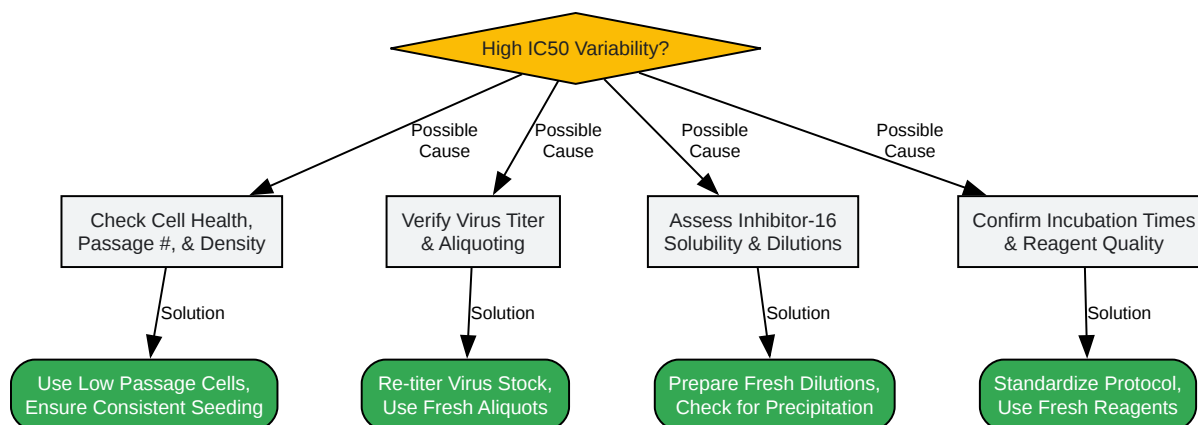 High IC50 Variability?
Possible
Cause
Possible
Cause
Possible
Cause
Possible
Cause
Check Cell Health,
Passage #, & Density
Verify Virus Titer
& Aliquoting
Assess Inhibitor-16
Solubility & Dilutions
Confirm Incubation Times
& Reagent Quality
Solution
Solution
Solution
Solution
Use Low Passage Cells,
Ensure Consistent Seeding
Re-titer Virus Stock,
Use Fresh Aliquots
Prepare Fresh Dilutions,
Check for Precipitation
Standardize Protocol,
Use Fresh Reagents